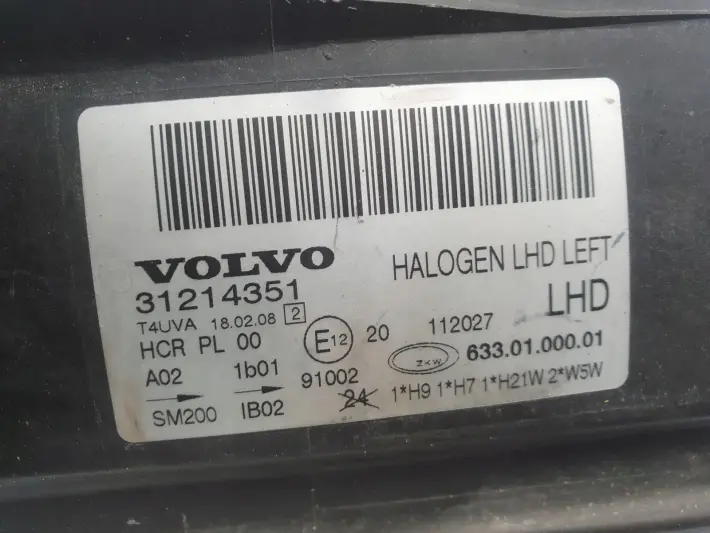 VOLVO HALOGEN LHD LEFT
31214351 LHD
T4UVA 18.02.08 2
HCR PL 00 E12 20 112027
A02 1b01 91002 ZKW 633.01.000.01
SM200 IB02 24 1*H9 1*H7 1*H21W 2*W5W